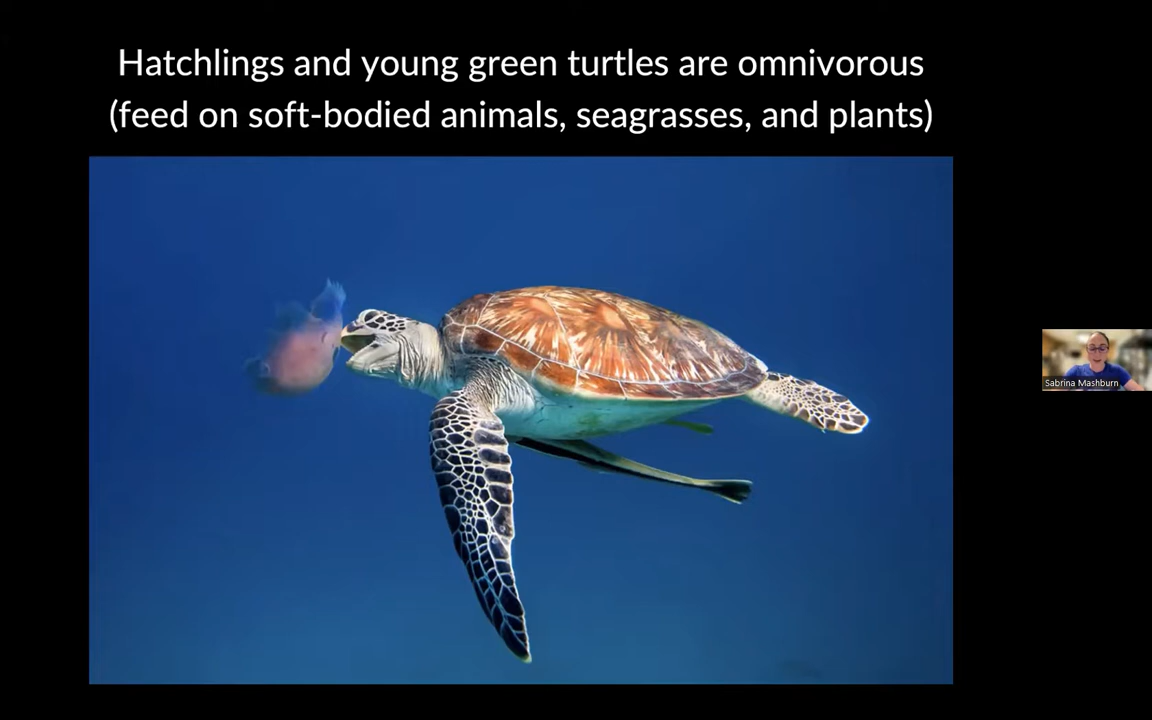 Hatchlings and young green turtles are omnivorous
(feed on soft-bodied animals, seagrasses, and plants)
Sabrina Mashburn